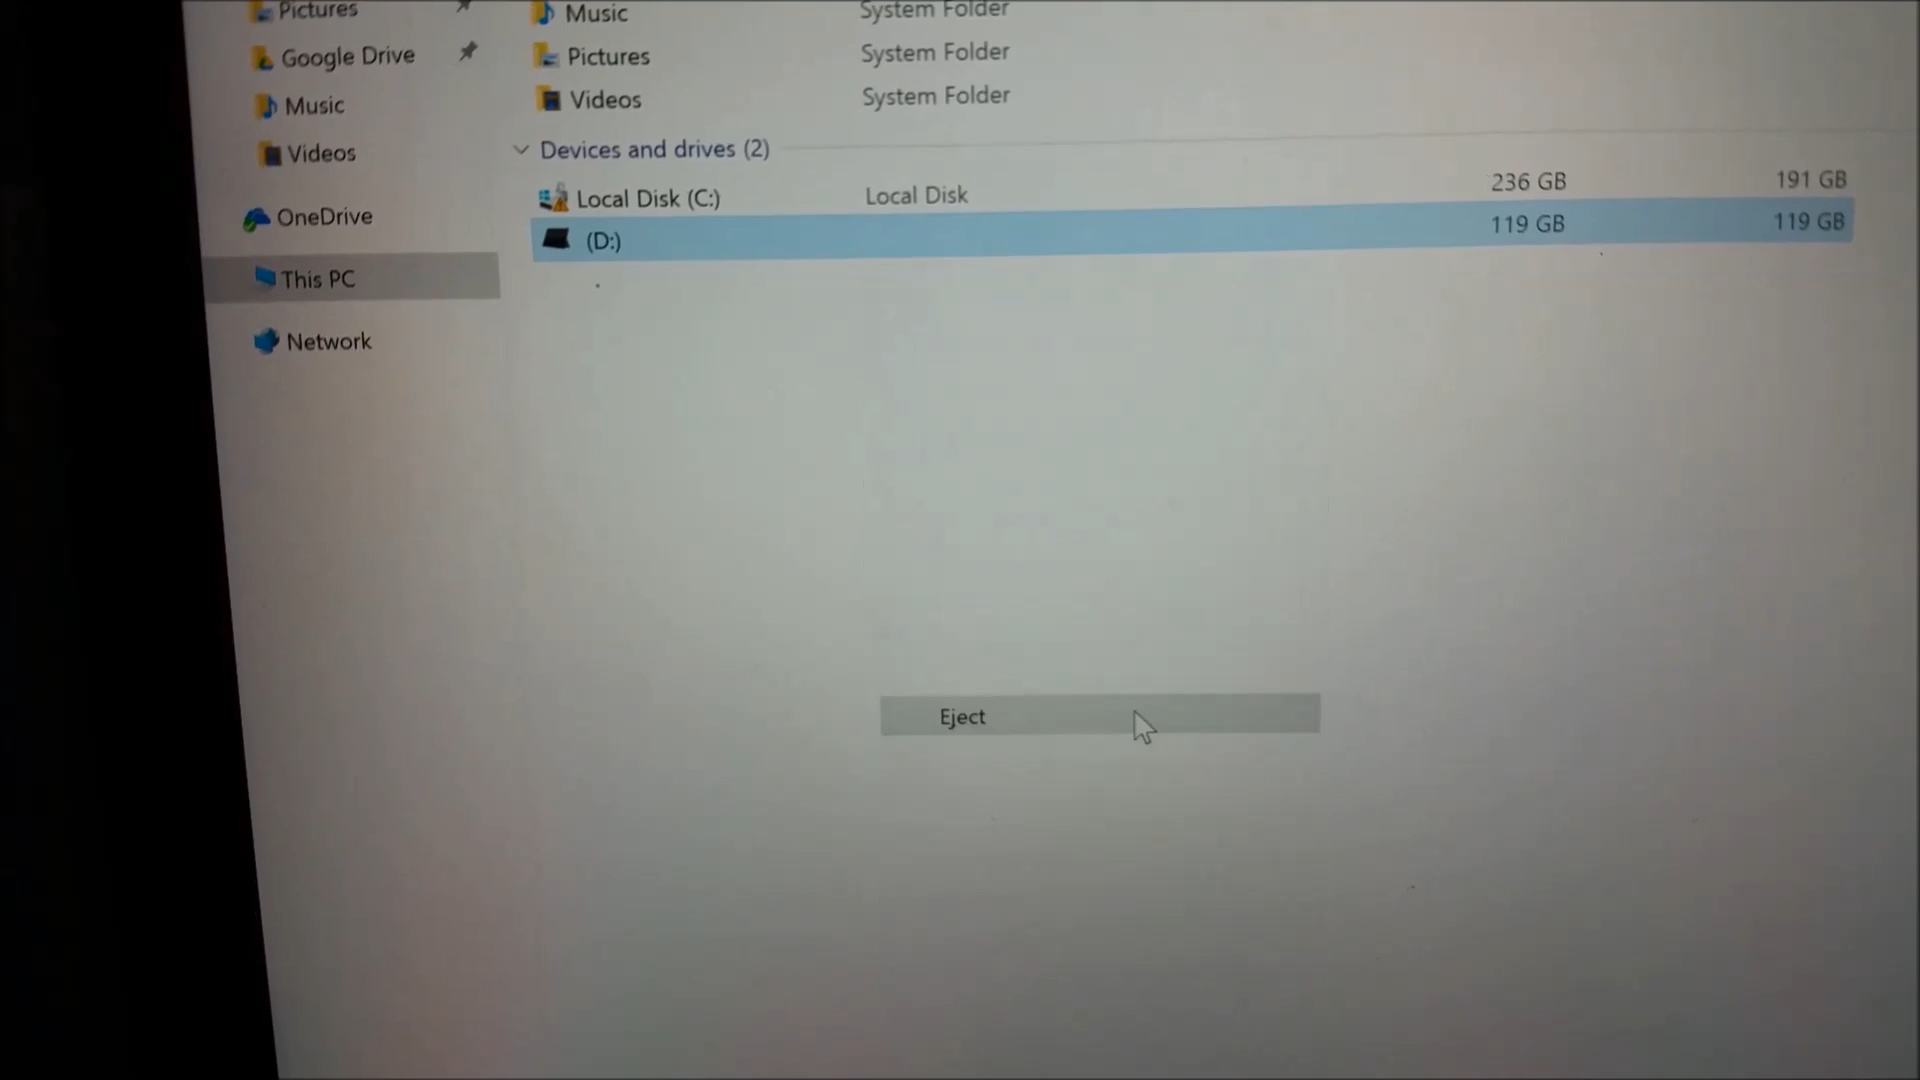 Pictures
Google Drive
Music
Videos
OneDrive
This PC
Network
Music System Folder
Pictures System Folder
Videos System Folder
Devices and drives (2)
Local Disk (C:) Local Disk 236 GB 191 GB
(D:) 119 GB 119 GB
Eject